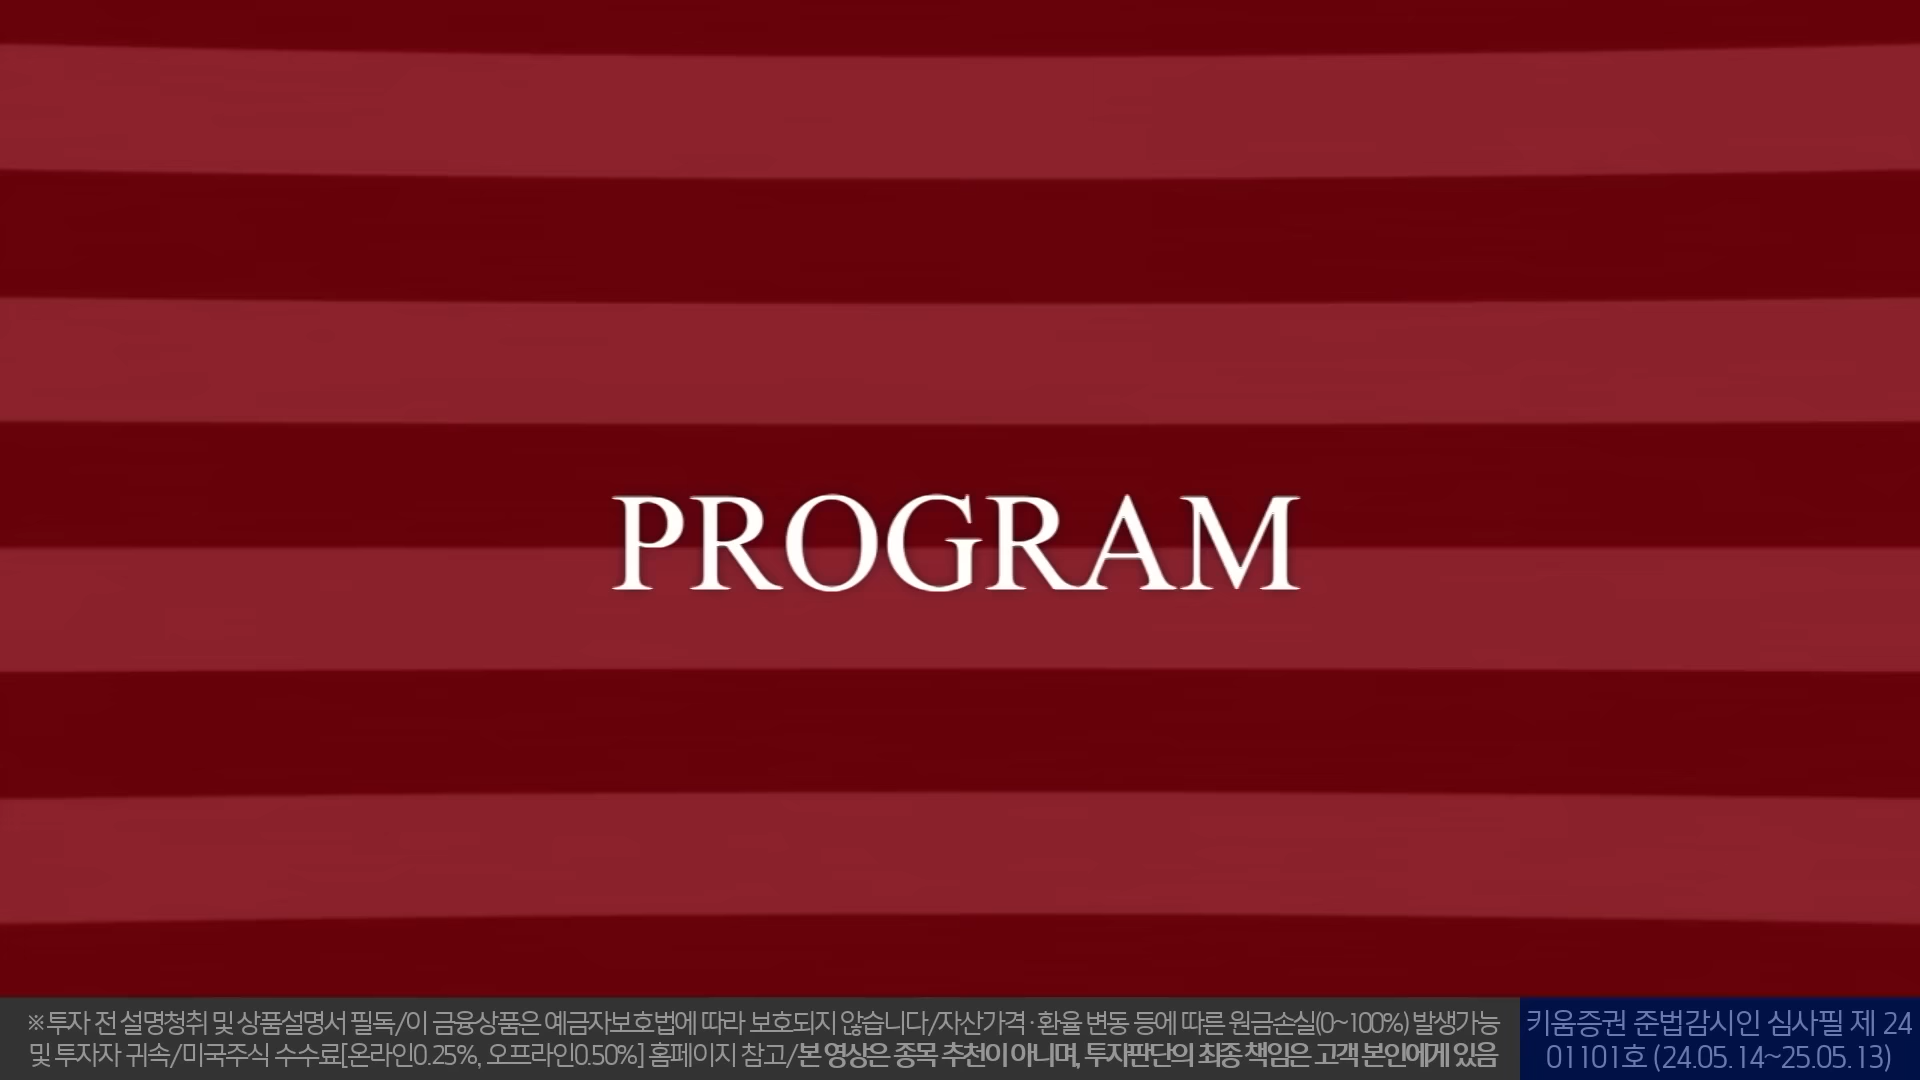 PROGRAM
※투자 전 설명청취 및 상품설명서 필독/이 금융상품은 예금자보호법에 따라 보호되지 않습니다/자산가격·환율 변동 등에 따른 원금손실(0~100%) 발생가능
및 투자자 귀속/미국주식 수수료[온라인0.25%, 오프라인0.50%] 홈페이지 참고/본 영상은 종목 추천이 아니며, 투자판단의 최종 책임은 고객 본인에게 있음
키움증권 준법감시인 심사필 제 24
01101호 (24.05.14~25.05.13)